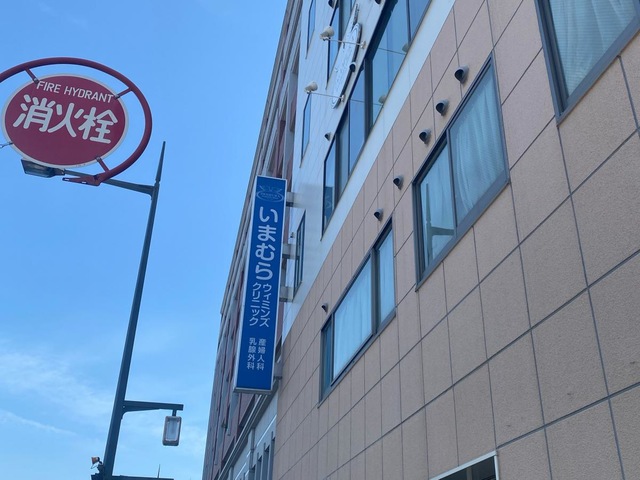 FIRE HYDRANT
消火栓
いまむら
ウィミンズ
クリニック
産婦人科
乳腺外科